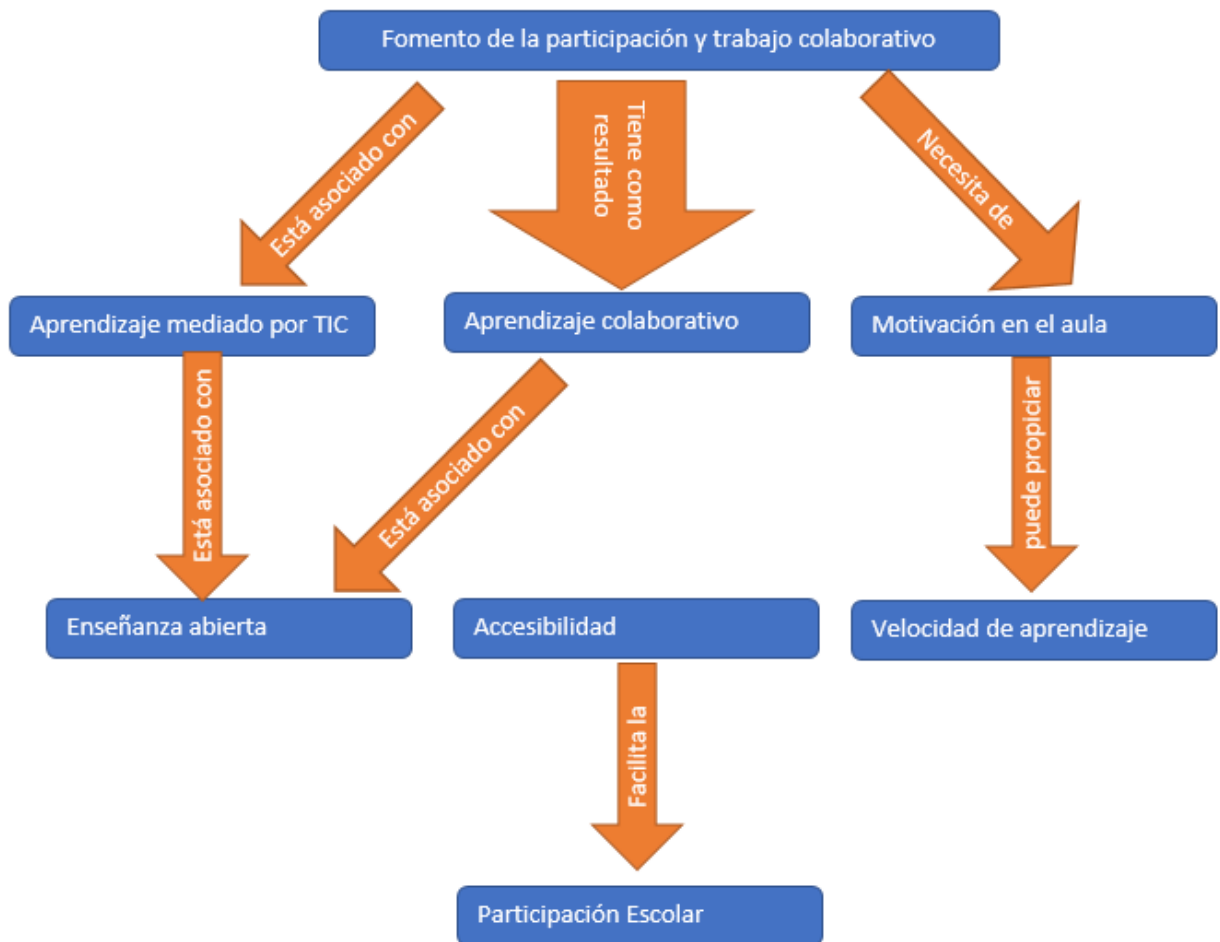 Fomento de la participación y trabajo colaborativo
Está asociado con
Tiene como
resultado
Necesita de
Aprendizaje mediado por TIC
Aprendizaje colaborativo
Motivación en el aula
Está asociado con
Está asociado con
puede propiciar
Enseñanza abierta
Accesibilidad
Velocidad de aprendizaje
Facilita la
Participación Escolar